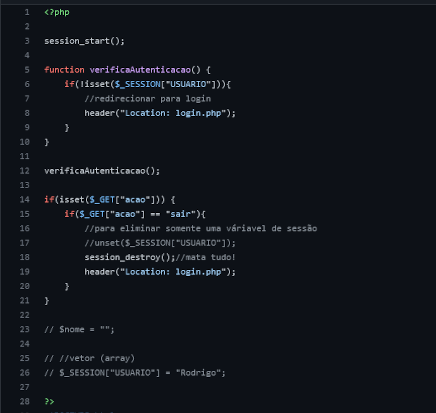 1 <?php
2
3 session_start();
4
5 function verificaAutenticacao() {
6 if(!isset($_SESSION["USUARIO"])){
7 //redirecionar para login
8 header("Location: login.php");
9 }
10 }
11
12 verificaAutenticacao();
13
14 if(isset($_GET["acao"])) {
15 if($_GET["acao"] == "sair"){
16 //para eliminar somente uma váriavel de sessão
17 //unset($_SESSION["USUARIO"]);
18 session_destroy();//mata tudo!
19 header("Location: login.php");
20 }
21 }
22
23 // $nome = "";
24
25 // //vetor (array)
26 // $_SESSION["USUARIO"] = "Rodrigo";
27
28 ?>